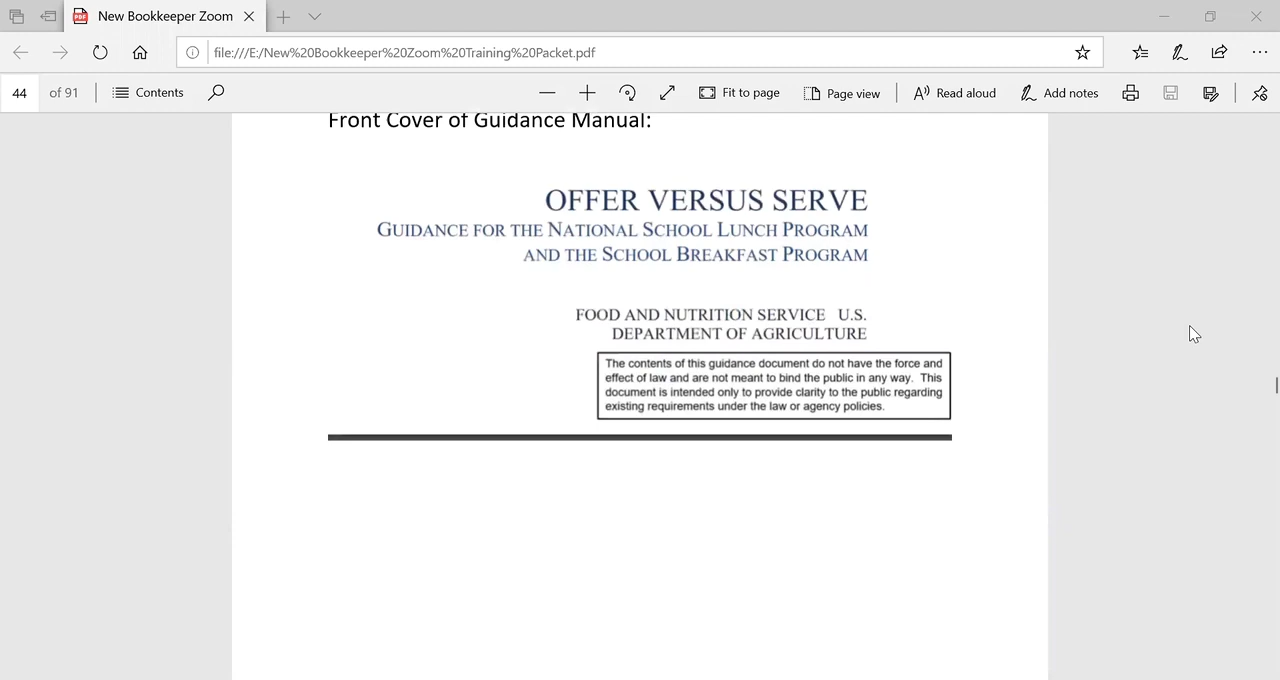 New Bookkeeper Zoom
file:///E:/New%20Bookkeeper%20Zoom%20Training%20Packet.pdf
44 of 91 Contents Fit to page Page view Read aloud Add notes
Front Cover of Guidance Manual:
OFFER VERSUS SERVE
GUIDANCE FOR THE NATIONAL SCHOOL LUNCH PROGRAM
AND THE SCHOOL BREAKFAST PROGRAM
FOOD AND NUTRITION SERVICE U.S.
DEPARTMENT OF AGRICULTURE
The contents of this guidance document do not have the force and
effect of law and are not meant to bind the public in any way. This
document is intended only to provide clarity to the public regarding
existing requirements under the law or agency policies.